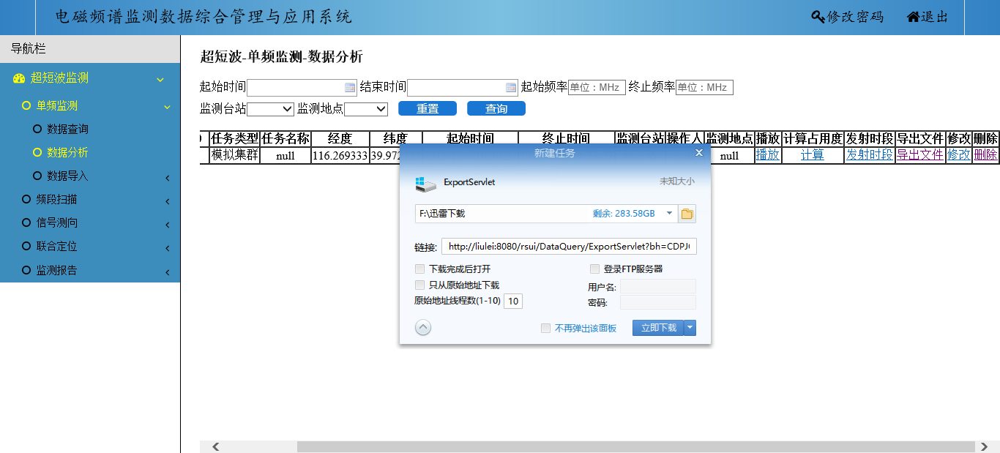 电磁频谱监测数据综合管理与应用系统 修改密码 退出
导航栏
超短波监测
单频监测
数据查询
数据分析
数据导入
频段扫描
信号测向
联合定位
监测报告
超短波-单频监测-数据分析
起始时间 结束时间 起始频率 单位：MHz 终止频率 单位：MHz
监测台站 监测地点 重置 查询
任务类型 任务名称 经度 纬度 起始时间 终止时间 监测台站 操作人 监测地点 播放 计算占用度 发射时段 导出文件 修改 删除
模拟集群 null 116.269333 39.972 null 播放 计算 发射时段 导出文件 修改 删除
新建任务
ExportServlet 未知大小
F:\迅雷下载 剩余: 283.58GB
链接: http://liulei:8080/rsui/DataQuery/ExportServlet?bh=CDPJ
下载完成后打开 登录FTP服务器
只从原始地址下载 用户名:
原始地址线程数(1-10) 10 密码:
不再弹出该面板 立即下载